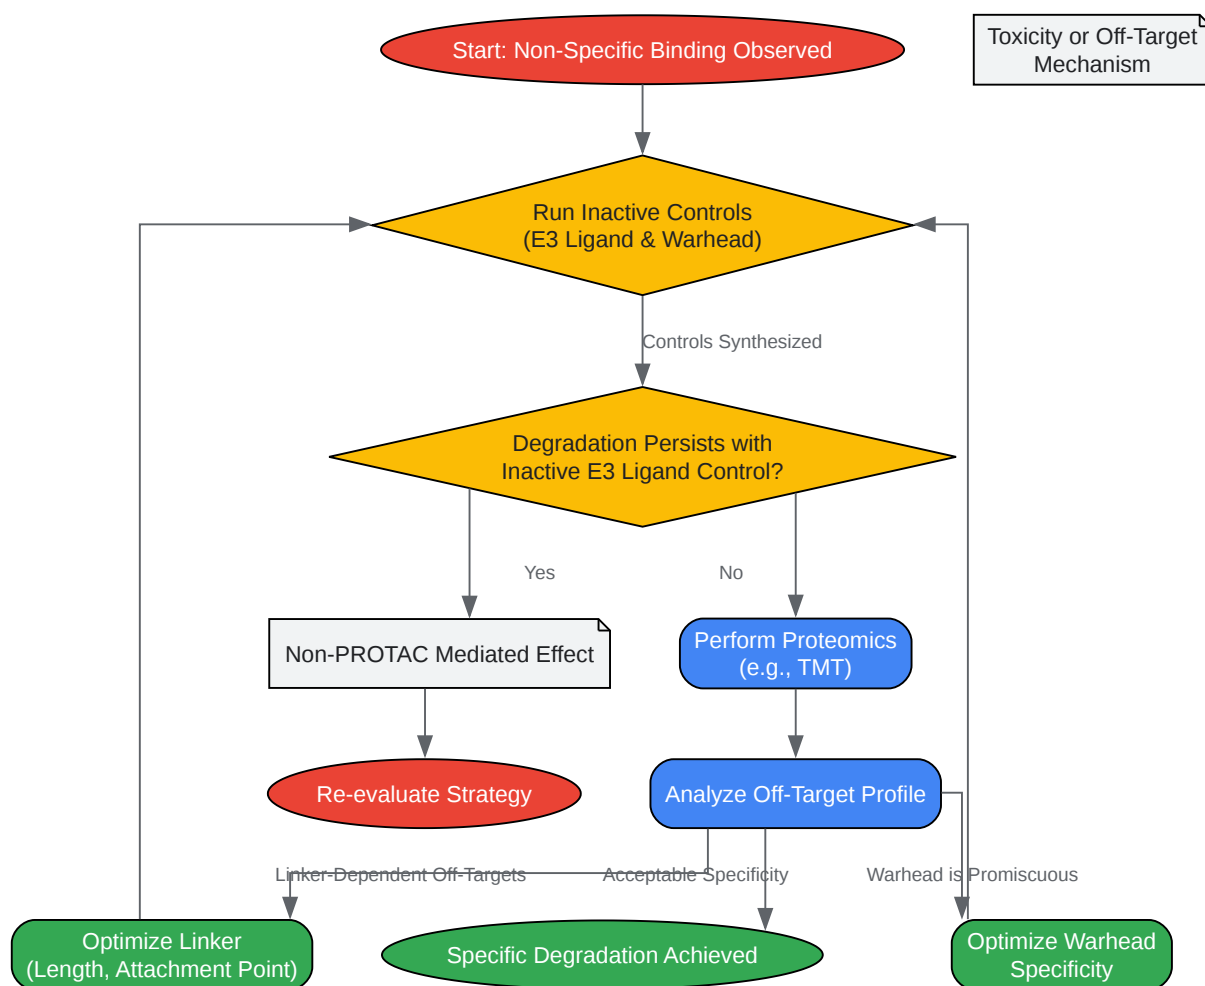 Start: Non-Specific Binding Observed
Toxicity or Off-Target
Mechanism
Run Inactive Controls
(E3 Ligand & Warhead)
Controls Synthesized
Degradation Persists with
Inactive E3 Ligand Control?
Yes
No
Non-PROTAC Mediated Effect
Perform Proteomics
(e.g., TMT)
Re-evaluate Strategy
Analyze Off-Target Profile
Linker-Dependent Off-Targets
Acceptable Specificity
Warhead is Promiscuous
Optimize Linker
(Length, Attachment Point)
Specific Degradation Achieved
Optimize Warhead
Specificity